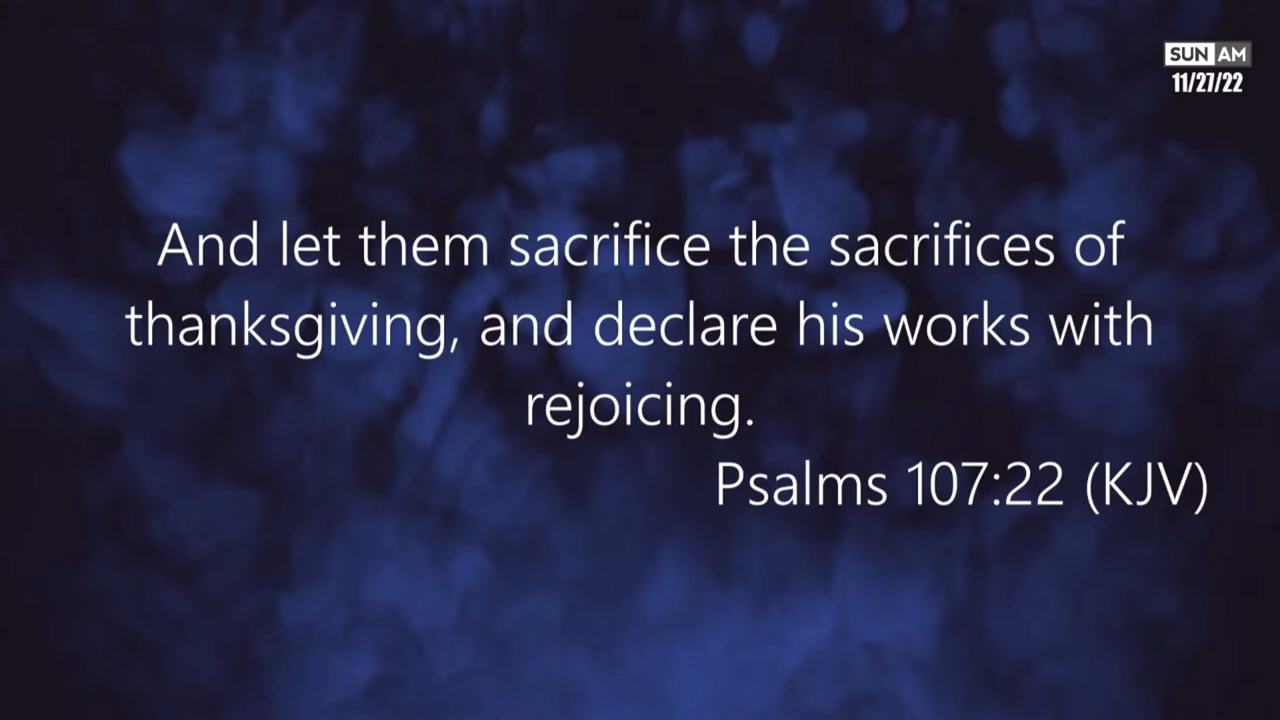 SUN AM
11/27/22
And let them sacrifice the sacrifices of
thanksgiving, and declare his works with
rejoicing.
Psalms 107:22 (KJV)